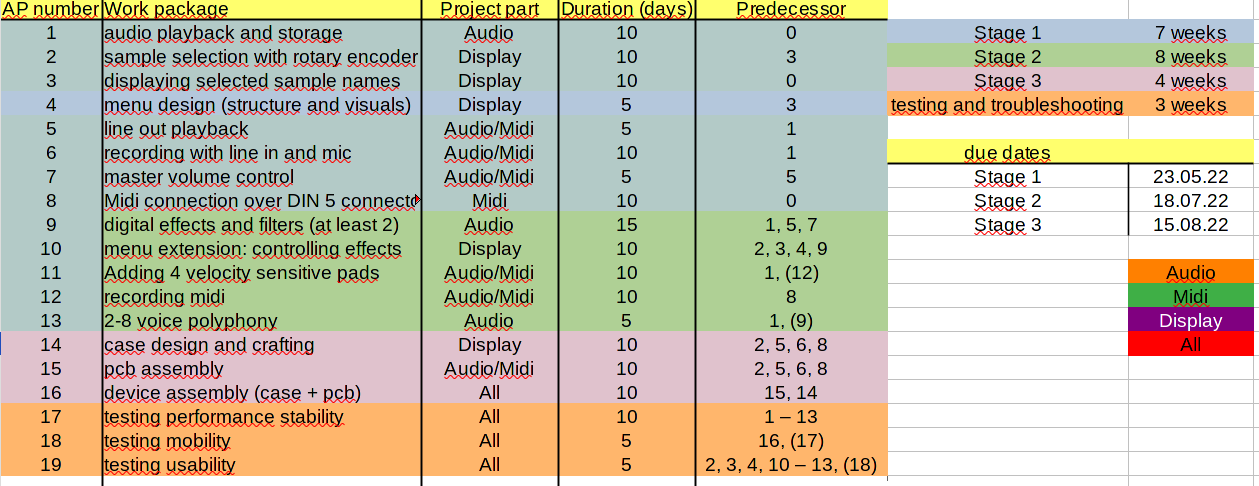 AP number Work package Project part Duration (days) Predecessor
1 audio playback and storage Audio 10 0 Stage 1 7 weeks
2 sample selection with rotary encoder Display 10 3 Stage 2 8 weeks
3 displaying selected sample names Display 10 0 Stage 3 4 weeks
4 menu design (structure and visuals) Display 5 3 testing and troubleshooting 3 weeks
5 line out playback Audio/Midi 5 1
6 recording with line in and mic Audio/Midi 10 1 due dates
7 master volume control Audio/Midi 5 5 Stage 1 23.05.22
8 Midi connection over DIN 5 connecto Midi 10 0 Stage 2 18.07.22
9 digital effects and filters (at least 2) Audio 15 1, 5, 7 Stage 3 15.08.22
10 menu extension: controlling effects Display 10 2, 3, 4, 9
11 Adding 4 velocity sensitive pads Audio/Midi 10 1, (12) Audio
12 recording midi Audio/Midi 10 8 Midi
13 2-8 voice polyphony Audio 5 1, (9) Display
14 case design and crafting Display 10 2, 5, 6, 8 All
15 pcb assembly Audio/Midi 10 2, 5, 6, 8
16 device assembly (case + pcb) All 10 15, 14
17 testing performance stability All 10 1 – 13
18 testing mobility All 5 16, (17)
19 testing usability All 5 2, 3, 4, 10 – 13, (18)